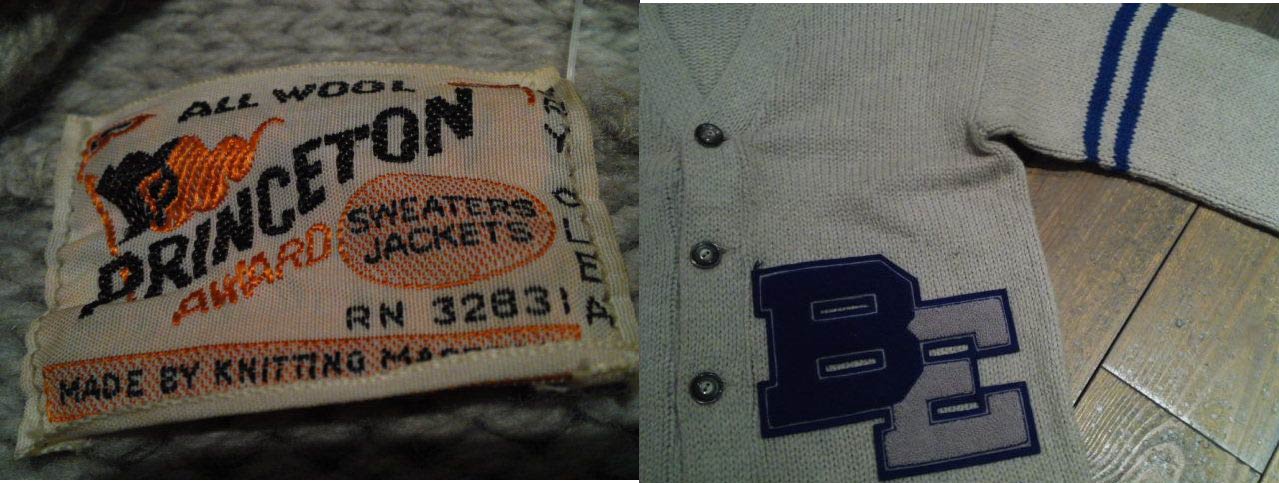 ALL WOOL
PRINCETON
AWARD
SWEATERS
JACKETS
RN 32831
MADE BY KNITTING
BE